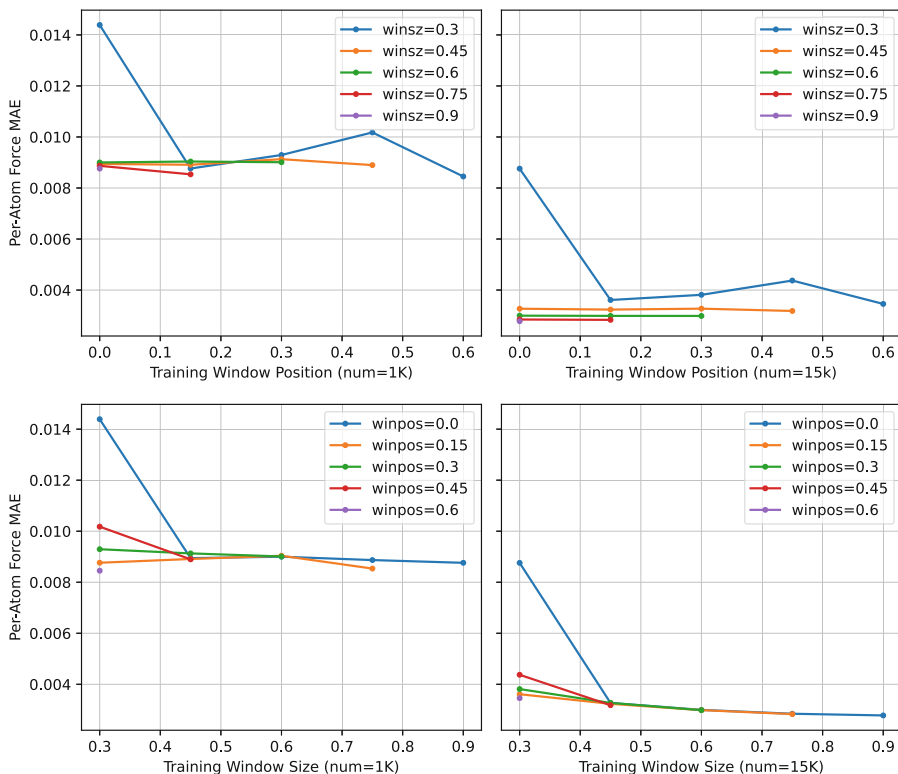 0.014
0.012
0.010
0.008
0.006
0.004
Per-Atom Force MAE
winsz=0.3
winsz=0.45
winsz=0.6
winsz=0.75
winsz=0.9
0.0 0.1 0.2 0.3 0.4 0.5 0.6
Training Window Position (num=1K)
winsz=0.3
winsz=0.45
winsz=0.6
winsz=0.75
winsz=0.9
0.0 0.1 0.2 0.3 0.4 0.5 0.6
Training Window Position (num=15k)
0.014
0.012
0.010
0.008
0.006
0.004
Per-Atom Force MAE
winpos=0.0
winpos=0.15
winpos=0.3
winpos=0.45
winpos=0.6
0.3 0.4 0.5 0.6 0.7 0.8 0.9
Training Window Size (num=1K)
winpos=0.0
winpos=0.15
winpos=0.3
winpos=0.45
winpos=0.6
0.3 0.4 0.5 0.6 0.7 0.8 0.9
Training Window Size (num=15K)